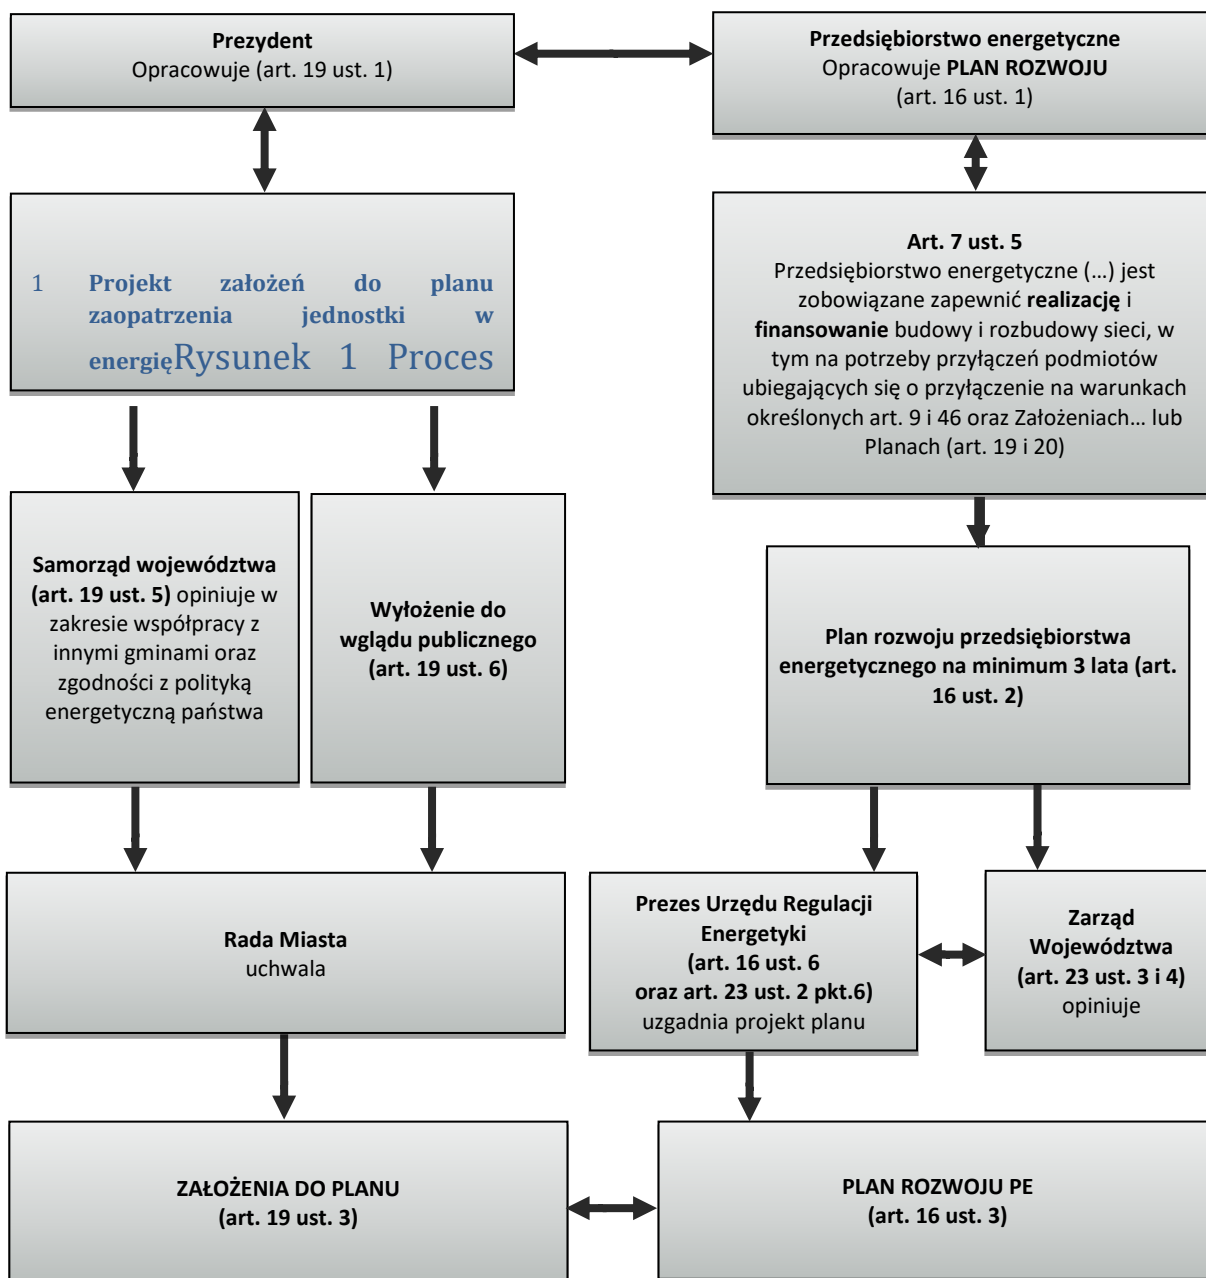 Prezydent
Opracowuje (art. 19 ust. 1)
Przedsiębiorstwo energetyczne
Opracowuje PLAN ROZWOJU
(art. 16 ust. 1)
1 Projekt założeń do planu
zaopatrzenia jednostki w
energięRysunek 1 Proces
Art. 7 ust. 5
Przedsiębiorstwo energetyczne (...) jest
zobowiązane zapewnić realizację i
finansowanie budowy i rozbudowy sieci, w
tym na potrzeby przyłączeń podmiotów
ubiegających się o przyłączenie na warunkach
określonych art. 9 i 46 oraz Założeniach... lub
Planach (art. 19 i 20)
Samorząd województwa
(art. 19 ust. 5) opiniuje w
zakresie współpracy z
innymi gminami oraz
zgodności z polityką
energetyczną państwa
Wyłożenie do
wglądu publicznego
(art. 19 ust. 6)
Plan rozwoju przedsiębiorstwa
energetycznego na minimum 3 lata (art.
16 ust. 2)
Rada Miasta
uchwala
Prezes Urzędu Regulacji
Energetyki
(art. 16 ust. 6
oraz art. 23 ust. 2 pkt.6)
uzgadnia projekt planu
Zarząd
Województwa
(art. 23 ust. 3 i 4)
opiniuje
ZAŁOŻENIA DO PLANU
(art. 19 ust. 3)
PLAN ROZWOJU PE
(art. 16 ust. 3)